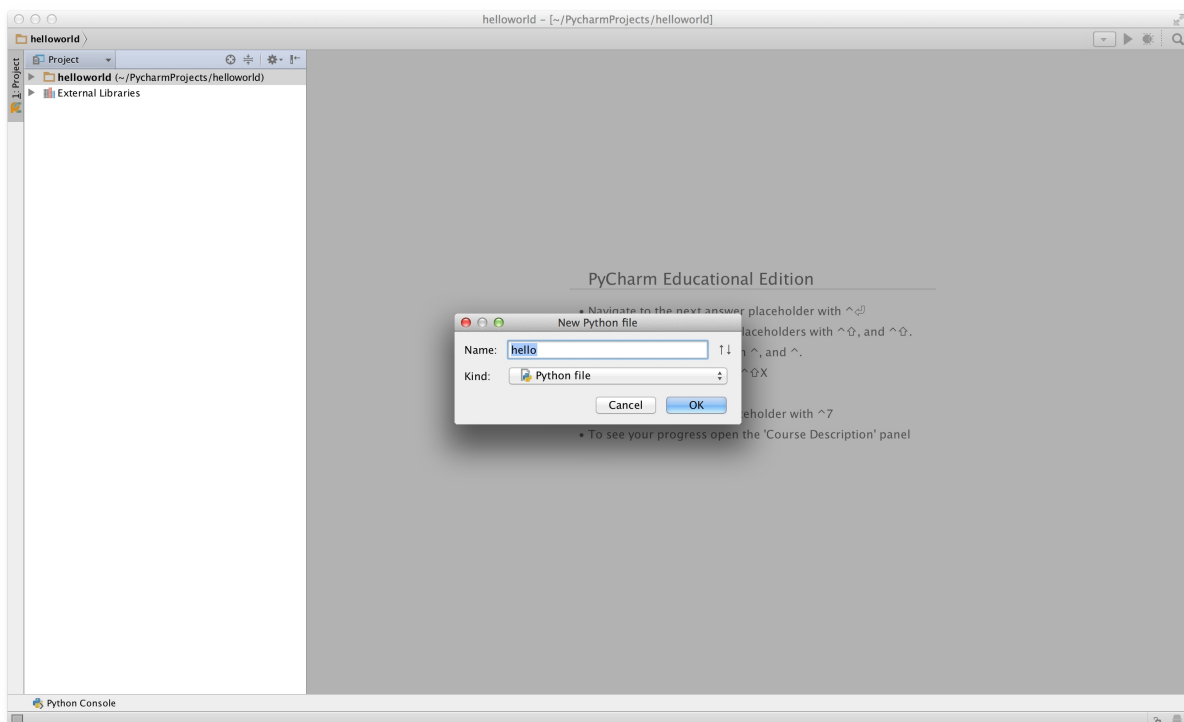 helloworld – [~/PycharmProjects/helloworld]
helloworld
Project
1: Project
helloworld (~/PycharmProjects/helloworld)
External Libraries
PyCharm Educational Edition
• Navigate to the next answer placeholder with ^⏎
laceholders with ^⇧, and ^⇧.
^, and ^.
^⇧X
eholder with ^7
• To see your progress open the 'Course Description' panel
New Python file
Name: hello ↑↓
Kind: Python file
Cancel OK
Python Console